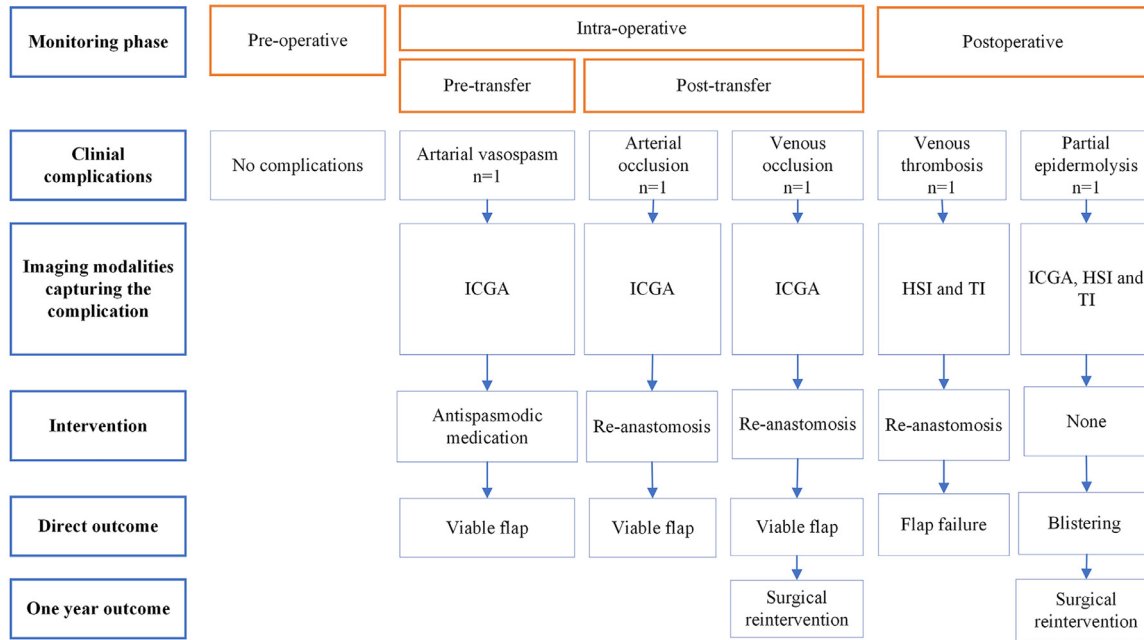 Monitoring phase
Pre-operative
Intra-operative
Postoperative
Pre-transfer
Post-transfer
Clinical
complications
No complications
Artarial vasospasm
n=1
Arterial
occlusion
n=1
Venous
occlusion
n=1
Venous
thrombosis
n=1
Partial
epidermolysis
n=1
Imaging modalities
capturing the
complication
ICGA
ICGA
ICGA
HSI and TI
ICGA, HSI and
TI
Intervention
Antispasmodic
medication
Re-anastomosis
Re-anastomosis
Re-anastomosis
None
Direct outcome
Viable flap
Viable flap
Viable flap
Flap failure
Blistering
One year outcome
Surgical
reintervention
Surgical
reintervention